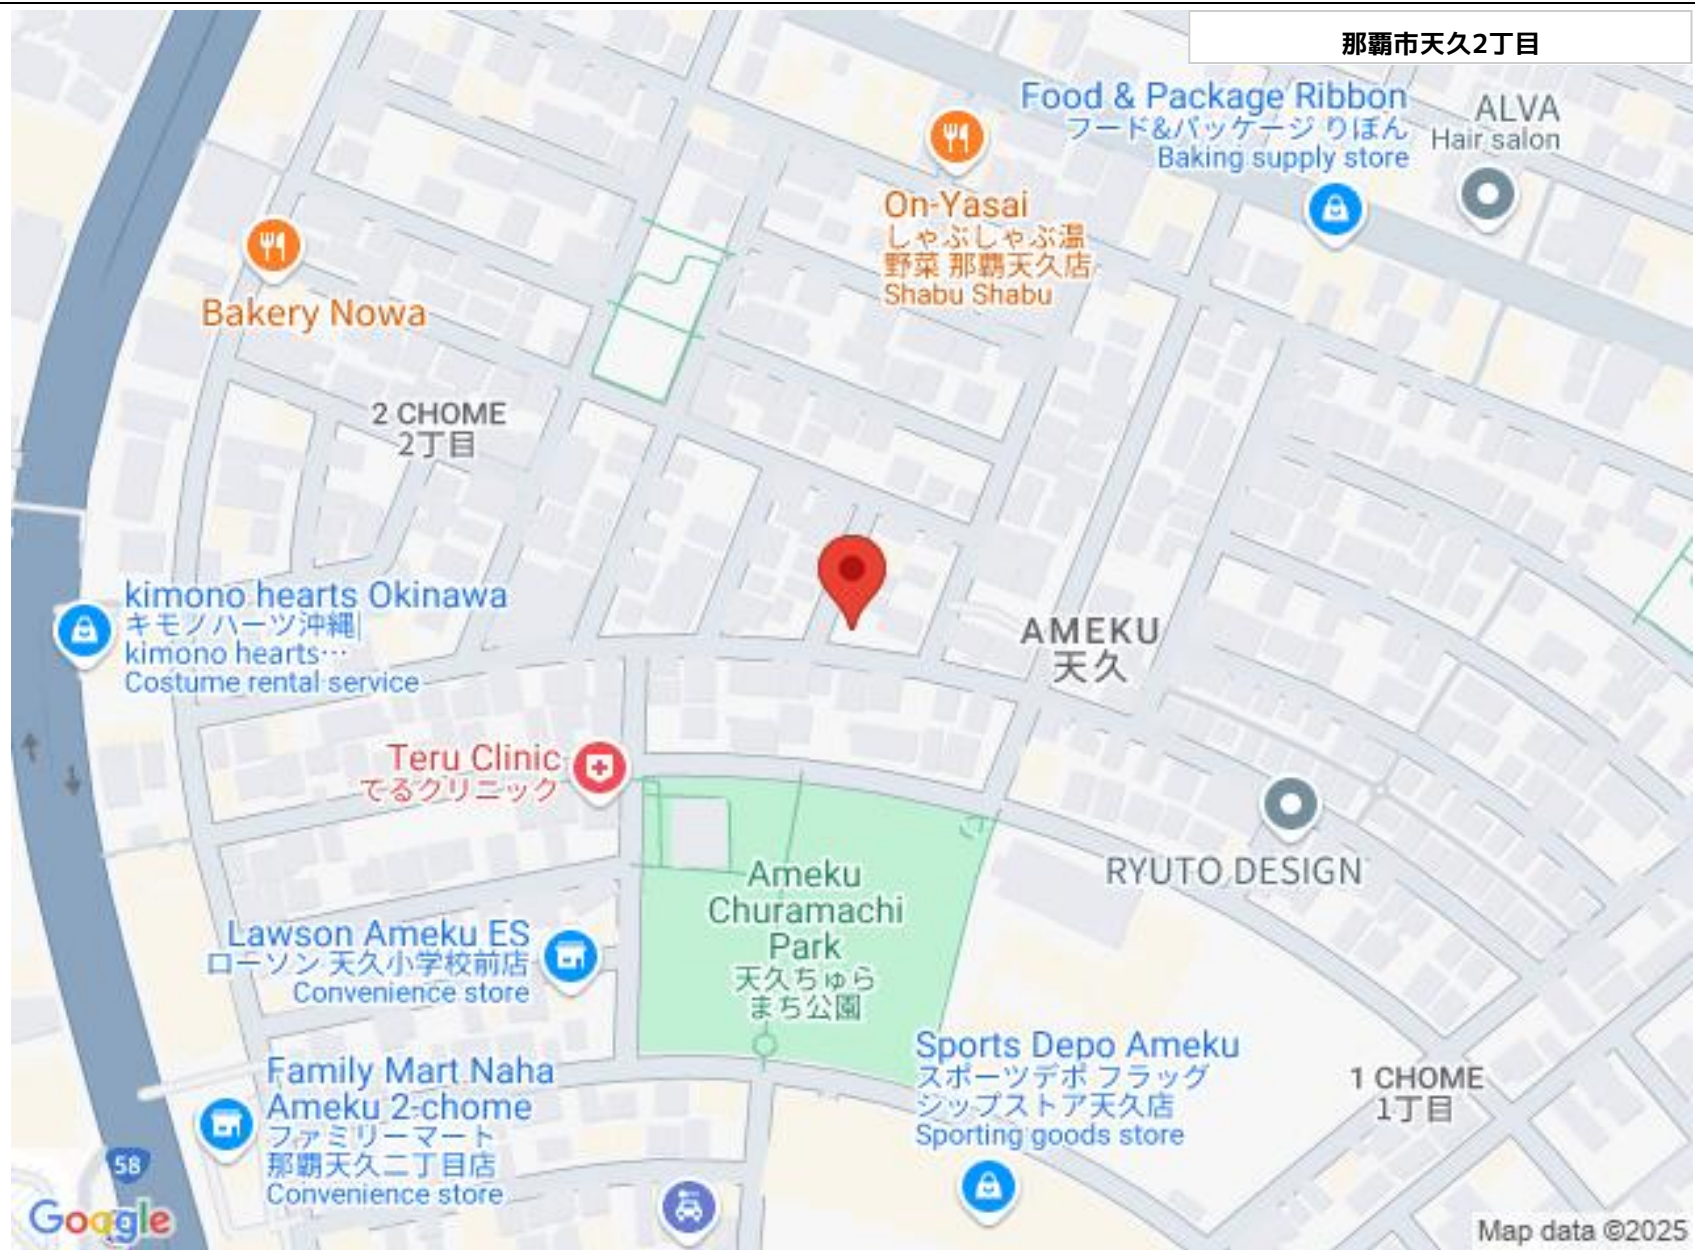 那覇市天久2丁目
Food & Package Ribbon
フード&パッケージ りぼん
Baking supply store
ALVA
Hair salon
On-Yasai
しゃぶしゃぶ温
野菜 那覇天久店
Shabu Shabu
Bakery Nowa
2 CHOME
2丁目
kimono hearts Okinawa
キモノハーツ沖縄|
kimono hearts…
Costume rental service
AMEKU
天久
Teru Clinic
てるクリニック
RYUTO DESIGN
Ameku
Churamachi
Park
天久ちゅら
まち公園
Lawson Ameku ES
ローソン 天久小学校前店
Convenience store
Sports Depo Ameku
スポーツデポ フラッグ
シップストア天久店
Sporting goods store
1 CHOME
1丁目
Family Mart Naha
Ameku 2-chome
ファミリーマート
那覇天久二丁目店
Convenience store
58
Google
Map data ©2025